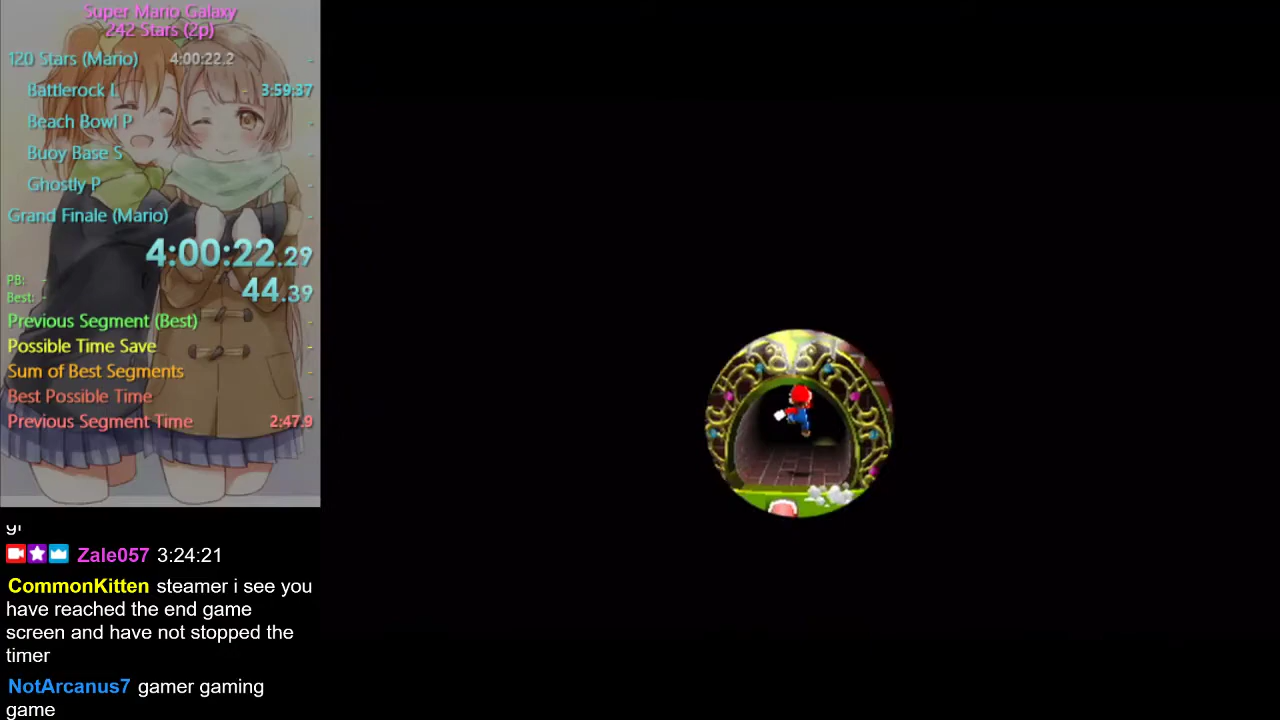 Super Mario Galaxy
242 Stars (2p)
120 Stars (Mario) 4:00:22.2 -
Battlerock L - 3:59:37
Beach Bowl P -
Buoy Base S -
Ghostly P -
Grand Finale (Mario) -
4:00:22.29
PB: -
44.39
Best: -
Previous Segment (Best) -
Possible Time Save -
Sum of Best Segments -
Best Possible Time -
Previous Segment Time 2:47.9
Zale057 3:24:21
CommonKitten steamer i see you
have reached the end game
screen and have not stopped the
timer
NotArcanus7 gamer gaming
game